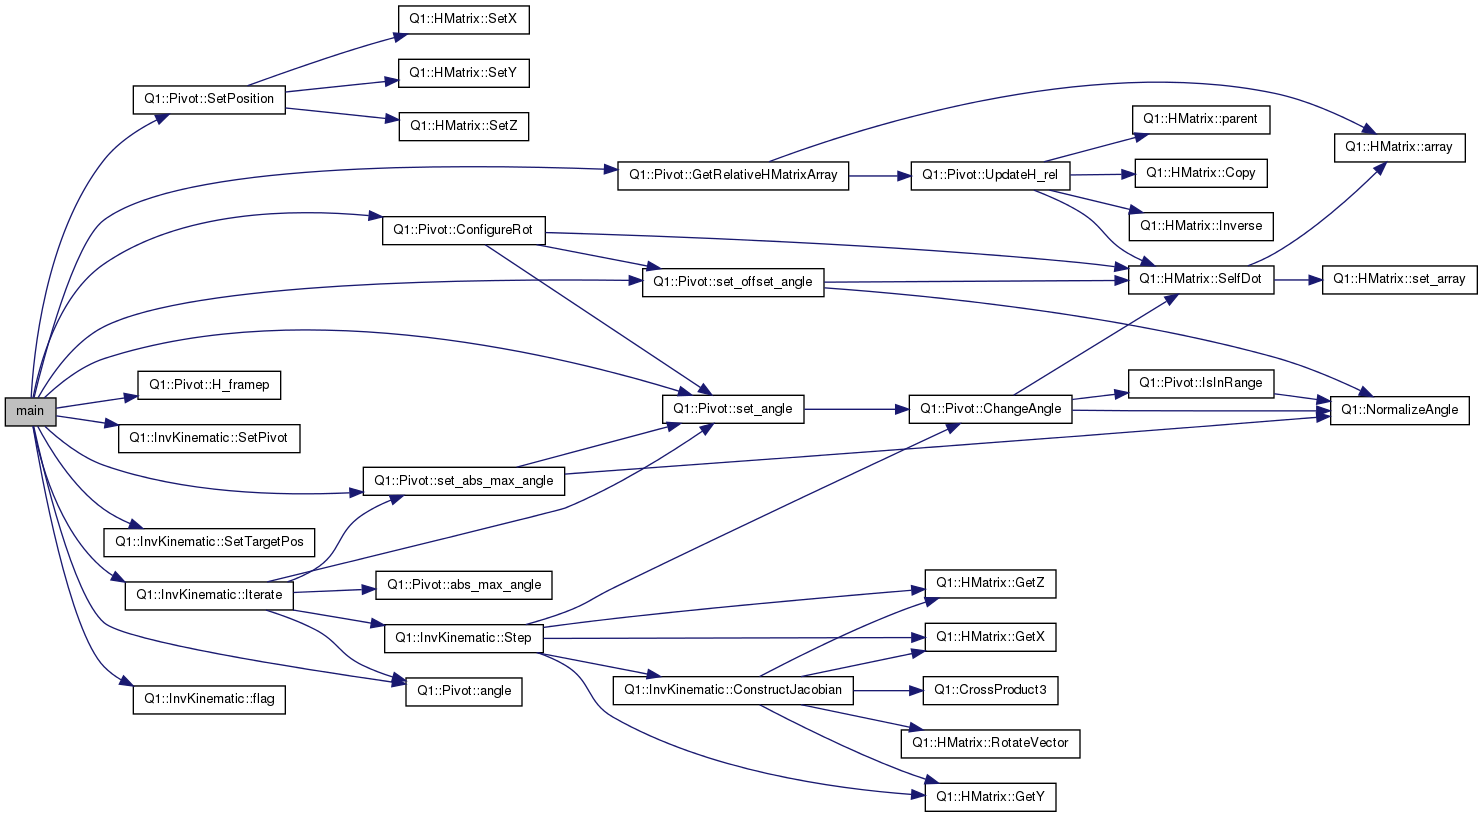 Q1::HMatrix::SetX
Q1::HMatrix::SetY
Q1::Pivot::SetPosition
Q1::HMatrix::SetZ
Q1::HMatrix::parent
Q1::HMatrix::array
Q1::Pivot::GetRelativeHMatrixArray
Q1::Pivot::UpdateH_rel
Q1::HMatrix::Copy
Q1::HMatrix::Inverse
Q1::Pivot::ConfigureRot
Q1::Pivot::set_offset_angle
Q1::HMatrix::SelfDot
Q1::HMatrix::set_array
Q1::Pivot::H_framep
Q1::Pivot::IsInRange
main
Q1::Pivot::set_angle
Q1::Pivot::ChangeAngle
Q1::NormalizeAngle
Q1::InvKinematic::SetPivot
Q1::Pivot::set_abs_max_angle
Q1::InvKinematic::SetTargetPos
Q1::InvKinematic::Iterate
Q1::Pivot::abs_max_angle
Q1::HMatrix::GetZ
Q1::InvKinematic::Step
Q1::HMatrix::GetX
Q1::InvKinematic::flag
Q1::Pivot::angle
Q1::InvKinematic::ConstructJacobian
Q1::CrossProduct3
Q1::HMatrix::RotateVector
Q1::HMatrix::GetY